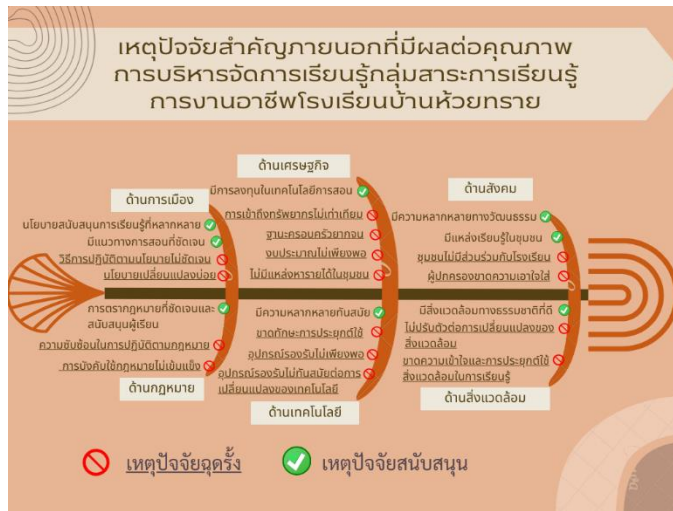 เหตุปัจจัยสำคัญภายนอกที่มีผลต่อคุณภาพ
การบริหารจัดการเรียนรู้กลุ่มสาระการเรียนรู้
การงานอาชีพโรงเรียนบ้านห้วยทราย
ด้านการเมือง
นโยบายสนับสนุนการเรียนรู้ที่หลากหลาย
มีแนวทางการสอนที่ชัดเจน
วิธีการปฏิบัติตามนโยบายไม่ชัดเจน
นโยบายเปลี่ยนแปลงบ่อย
ด้านเศรษฐกิจ
มีการลงทุนในเทคโนโลยีการสอน
การเข้าถึงทรัพยากรไม่เท่าเทียม
ฐานะครอบครัวยากจน
งบประมาณไม่เพียงพอ
ไม่มีแหล่งหารายได้ในชุมชน
ด้านสังคม
มีความหลากหลายทางวัฒนธรรม
มีแหล่งเรียนรู้ในชุมชน
ชุมชนไม่มีส่วนร่วมกับโรงเรียน
ผู้ปกครองขาดความเอาใจใส่
การตรากฎหมายที่ชัดเจนและ
สนับสนุนผู้เรียน
ความซับซ้อนในการปฏิบัติตามกฎหมาย
การบังคับใช้กฎหมายไม่เข้มแข็ง
ด้านกฎหมาย
มีความหลากหลายทันสมัย
ขาดทักษะการประยุกต์ใช้
อุปกรณ์รองรับไม่เพียงพอ
อุปกรณ์รองรับไม่ทันสมัยต่อการ
เปลี่ยนแปลงของเทคโนโลยี
ด้านเทคโนโลยี
มีสิ่งแวดล้อมทางธรรมชาติที่ดี
ไม่ปรับตัวต่อการเปลี่ยนแปลงของ
สิ่งแวดล้อม
ขาดความเข้าใจและการประยุกต์ใช้
สิ่งแวดล้อมในการเรียนรู้
ด้านสิ่งแวดล้อม
เหตุปัจจัยฉุดรั้ง
เหตุปัจจัยสนับสนุน